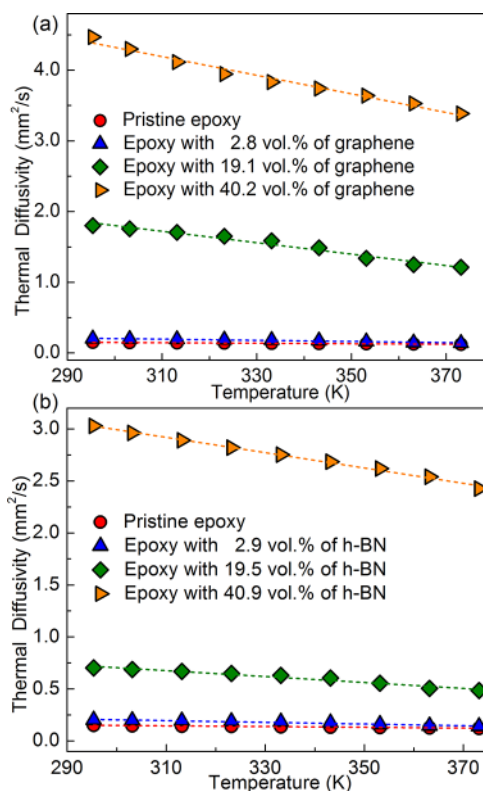 (a)
Thermal Diffusivity (mm²/s)
4.0
3.0
2.0
1.0
0.0
Pristine epoxy
Epoxy with 2.8 vol.% of graphene
Epoxy with 19.1 vol.% of graphene
Epoxy with 40.2 vol.% of graphene
290 310 330 350 370
Temperature (K)
(b)
Thermal Diffusivity (mm²/s)
3.0
2.5
2.0
1.5
1.0
0.5
0.0
Pristine epoxy
Epoxy with 2.9 vol.% of h-BN
Epoxy with 19.5 vol.% of h-BN
Epoxy with 40.9 vol.% of h-BN
290 310 330 350 370
Temperature (K)